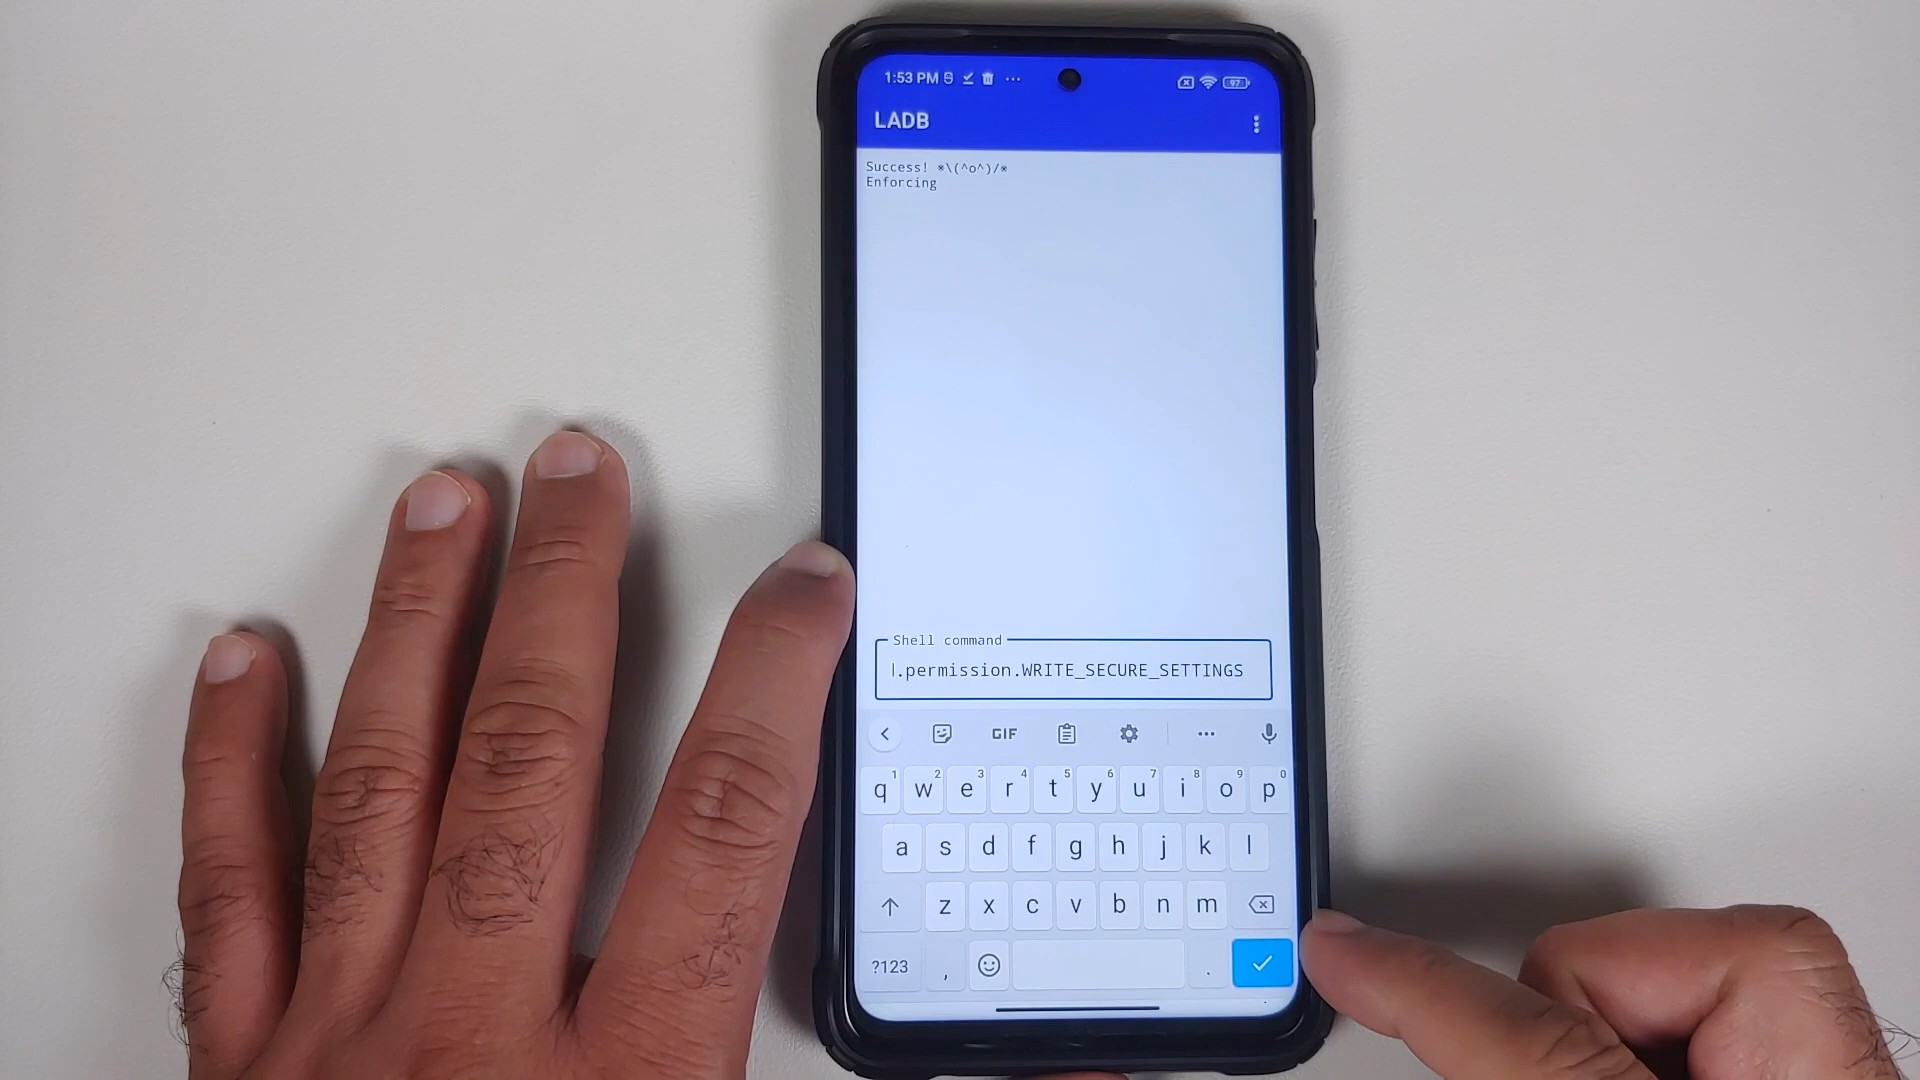 1:53 PM
97
LADB
Success! *\(^o^)/*
Enforcing
Shell command
.permission.WRITE_SECURE_SETTINGS
GIF
1 2 3 4 5 6 7 8 9 0
q w e r t y u i o p
a s d f g h j k l
z x c v b n m
?123 , .